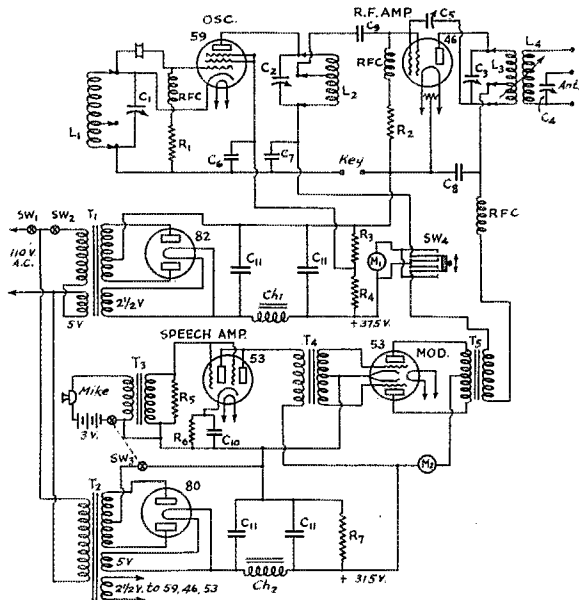 OSC.
59
R.F. AMP.
C5
46
C9
L4
L3
C1
RFC
C2
L2
RFC
C3
Ant.
C4
L1
R1
R2
C6
C7
Key
C8
RFC
SW1
SW2
T1
82
110 V.
A.C.
C11
C11
R3
M1
SW4
R4
5V
2½V
Ch1
+ 375 V.
SPEECH AMP.
53
T4
53
MOD.
T5
T3
Mike
R5
3 V.
R6
C10
M2
SW3
T2
80
C11
C11
R7
5V
Ch2
+ 315 V.
2½V. to 59, 46, 53